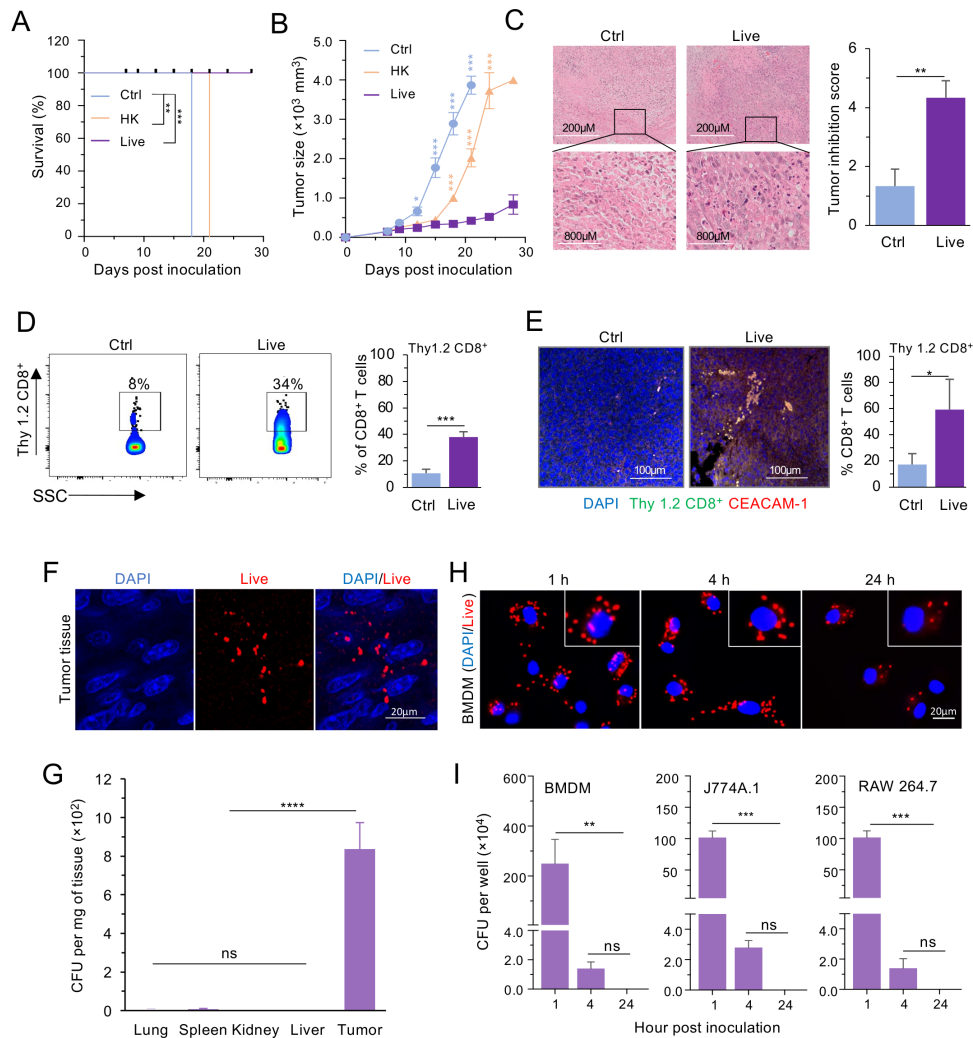 A
Survival (%)
120
100
80
60
40
20
0
0
10
20
30
Days post inoculation
Ctrl
HK
Live
**
***
B
Tumor size (×10³ mm³)
4.0
4.0
2.0
1.0
0.0
0
10
20
30
Days post inoculation
Ctrl
HK
Live
*
***
***
***
***
***
***
***
C
Ctrl
Live
200µM
200µM
800µM
800µM
Tumor inhibition score
6
4
2
0
**
Ctrl
Live
D
Ctrl
Live
Thy 1.2 CD8⁺
8%
34%
SSC
Thy1.2 CD8⁺
% of CD8⁺ T cells
100
80
60
40
20
0
***
Ctrl
Live
E
Ctrl
Live
100µm
100µm
DAPI Thy 1.2 CD8⁺ CEACAM-1
Thy 1.2 CD8⁺
% CD8⁺ T cells
100
80
60
40
20
0
*
Ctrl
Live
F
DAPI
Live
DAPI/Live
Tumor tissue
20µm
H
1 h
4 h
24 h
BMDM (DAPI/Live)
20µm
G
CFU per mg of tissue (×10²)
12
10
8
6
4
2
0
****
ns
Lung
Spleen
Kidney
Liver
Tumor
I
CFU per well (×10⁴)
BMDM
600
400
200
4.0
2.0
0.0
**
ns
1
4
24
J774A.1
200
150
100
50
4.0
2.0
0.0
***
ns
1
4
24
RAW 264.7
200
150
100
50
4.0
2.0
0.0
***
ns
1
4
24
Hour post inoculation